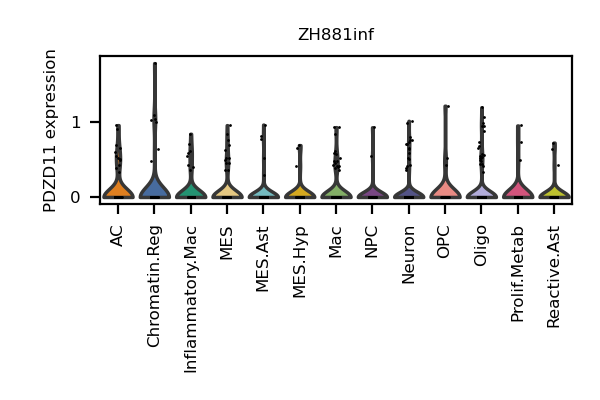 ZH881inf
PDZD11 expression
1
0
AC
Chromatin.Reg
Inflammatory.Mac
MES
MES.Ast
MES.Hyp
Mac
NPC
Neuron
OPC
Oligo
Prolif.Metab
Reactive.Ast